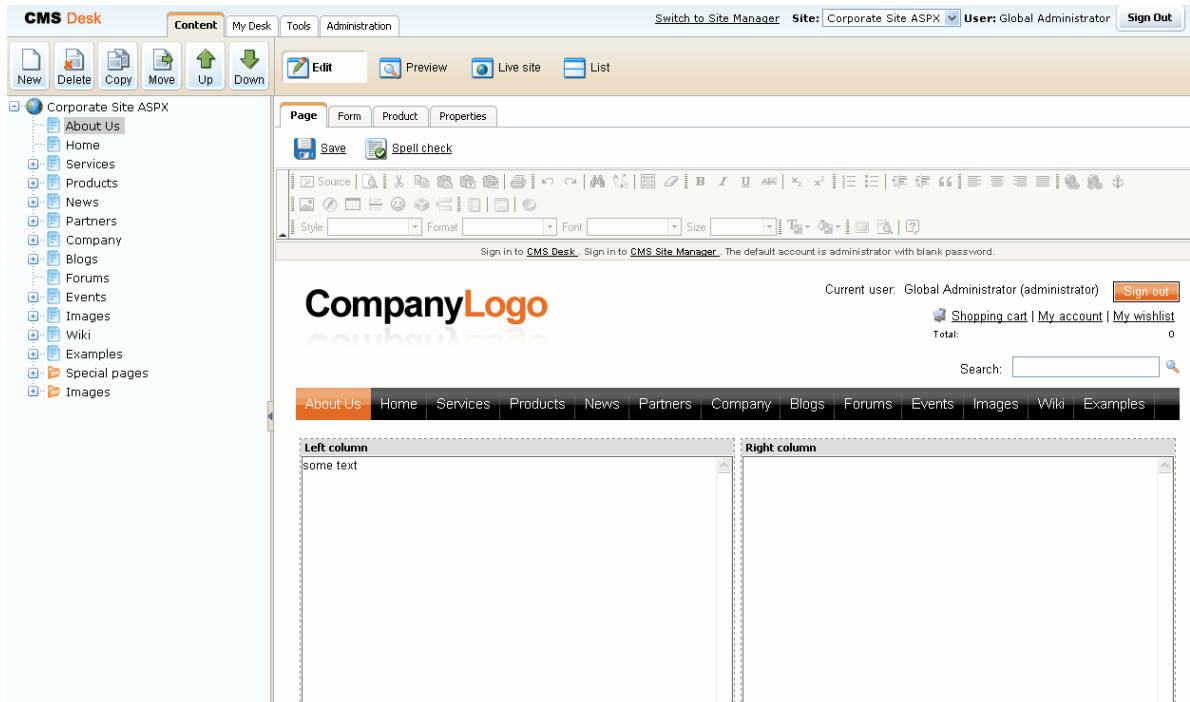 CMS Desk Content My Desk Tools Administration Switch to Site Manager Site: Corporate Site ASPX User: Global Administrator Sign Out
New Delete Copy Move Up Down Edit Preview Live site List
Corporate Site ASPX
About Us
Home
Services
Products
News
Partners
Company
Blogs
Forums
Events
Images
Wiki
Examples
Special pages
Images
Page Form Product Properties
Save Spell check
Source B I U ABC x₂ x²
Style Format Font Size
Sign in to CMS Desk . Sign in to CMS Site Manager . The default account is administrator with blank password.
CompanyLogo
Current user: Global Administrator (administrator) Sign out
Shopping cart | My account | My wishlist
Total: 0
Search:
About Us Home Services Products News Partners Company Blogs Forums Events Images Wiki Examples
Left column Right column
some text